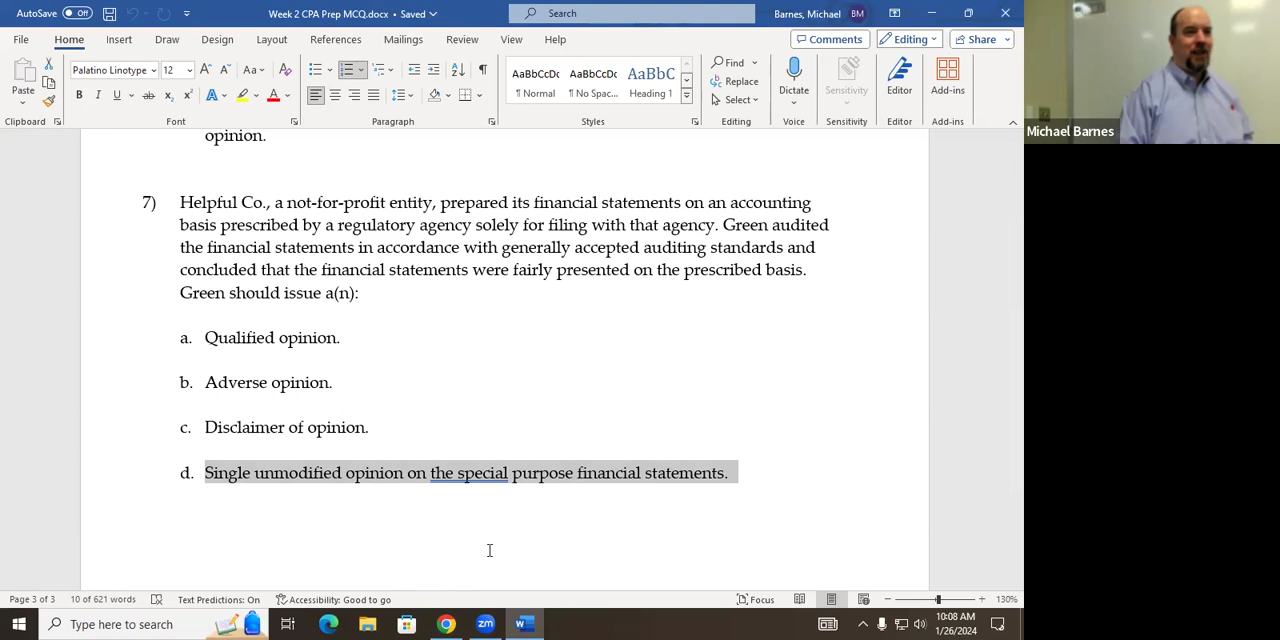 AutoSave Off Week 2 CPA Prep MCQ.docx • Saved Search Barnes, Michael BM
File Home Insert Draw Design Layout References Mailings Review View Help Comments Editing Share
Paste Palatino Linotype 12 A A Aa A AaBbCcDc AaBbCcDc AaBbC Find Replace Select Dictate Sensitivity Editor Add-ins
B I U ab x₂ x² A A ¶ Normal ¶ No Spac... Heading 1
Clipboard Font Paragraph Styles Editing Voice Sensitivity Editor Add-ins
Michael Barnes
opinion.
7) Helpful Co., a not-for-profit entity, prepared its financial statements on an accounting
basis prescribed by a regulatory agency solely for filing with that agency. Green audited
the financial statements in accordance with generally accepted auditing standards and
concluded that the financial statements were fairly presented on the prescribed basis.
Green should issue a(n):
a. Qualified opinion.
b. Adverse opinion.
c. Disclaimer of opinion.
d. Single unmodified opinion on the special purpose financial statements.
Page 3 of 3 10 of 621 words Text Predictions: On Accessibility: Good to go Focus 130%
Type here to search 10:08 AM
1/26/2024